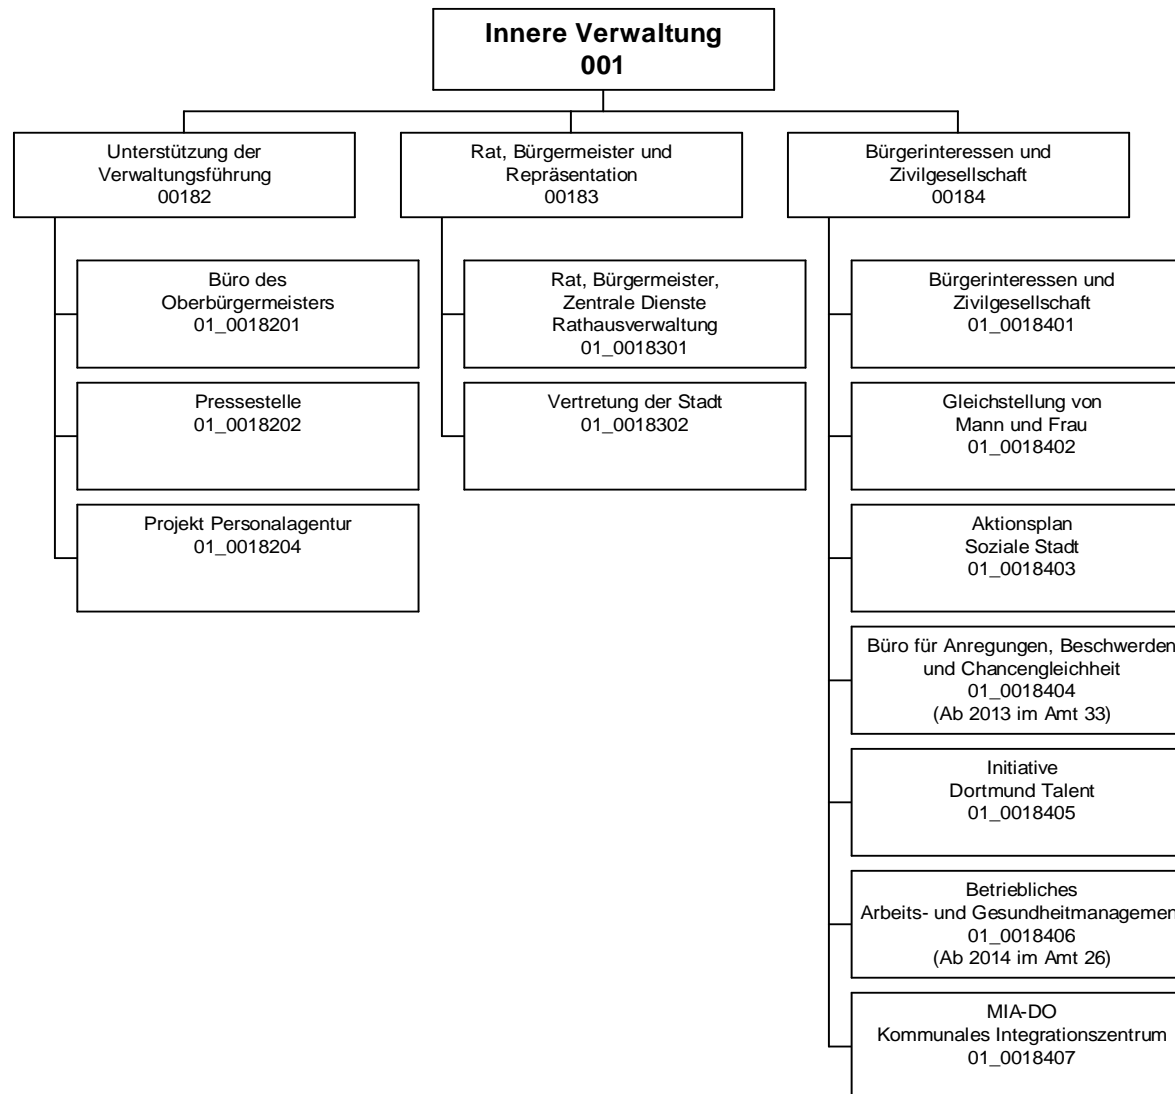 Innere Verwaltung
001
Unterstützung der
Verwaltungsführung
00182
Büro des
Oberbürgermeisters
01_0018201
Pressestelle
01_0018202
Projekt Personalagentur
01_0018204
Rat, Bürgermeister und
Repräsentation
00183
Rat, Bürgermeister,
Zentrale Dienste
Rathausverwaltung
01_0018301
Vertretung der Stadt
01_0018302
Bürgerinteressen und
Zivilgesellschaft
00184
Bürgerinteressen und
Zivilgesellschaft
01_0018401
Gleichstellung von
Mann und Frau
01_0018402
Aktionsplan
Soziale Stadt
01_0018403
Büro für Anregungen, Beschwerden
und Chancengleichheit
01_0018404
(Ab 2013 im Amt 33)
Initiative
Dortmund Talent
01_0018405
Betriebliches
Arbeits- und Gesundheitmanagemen
01_0018406
(Ab 2014 im Amt 26)
MIA-DO
Kommunales Integrationszentrum
01_0018407